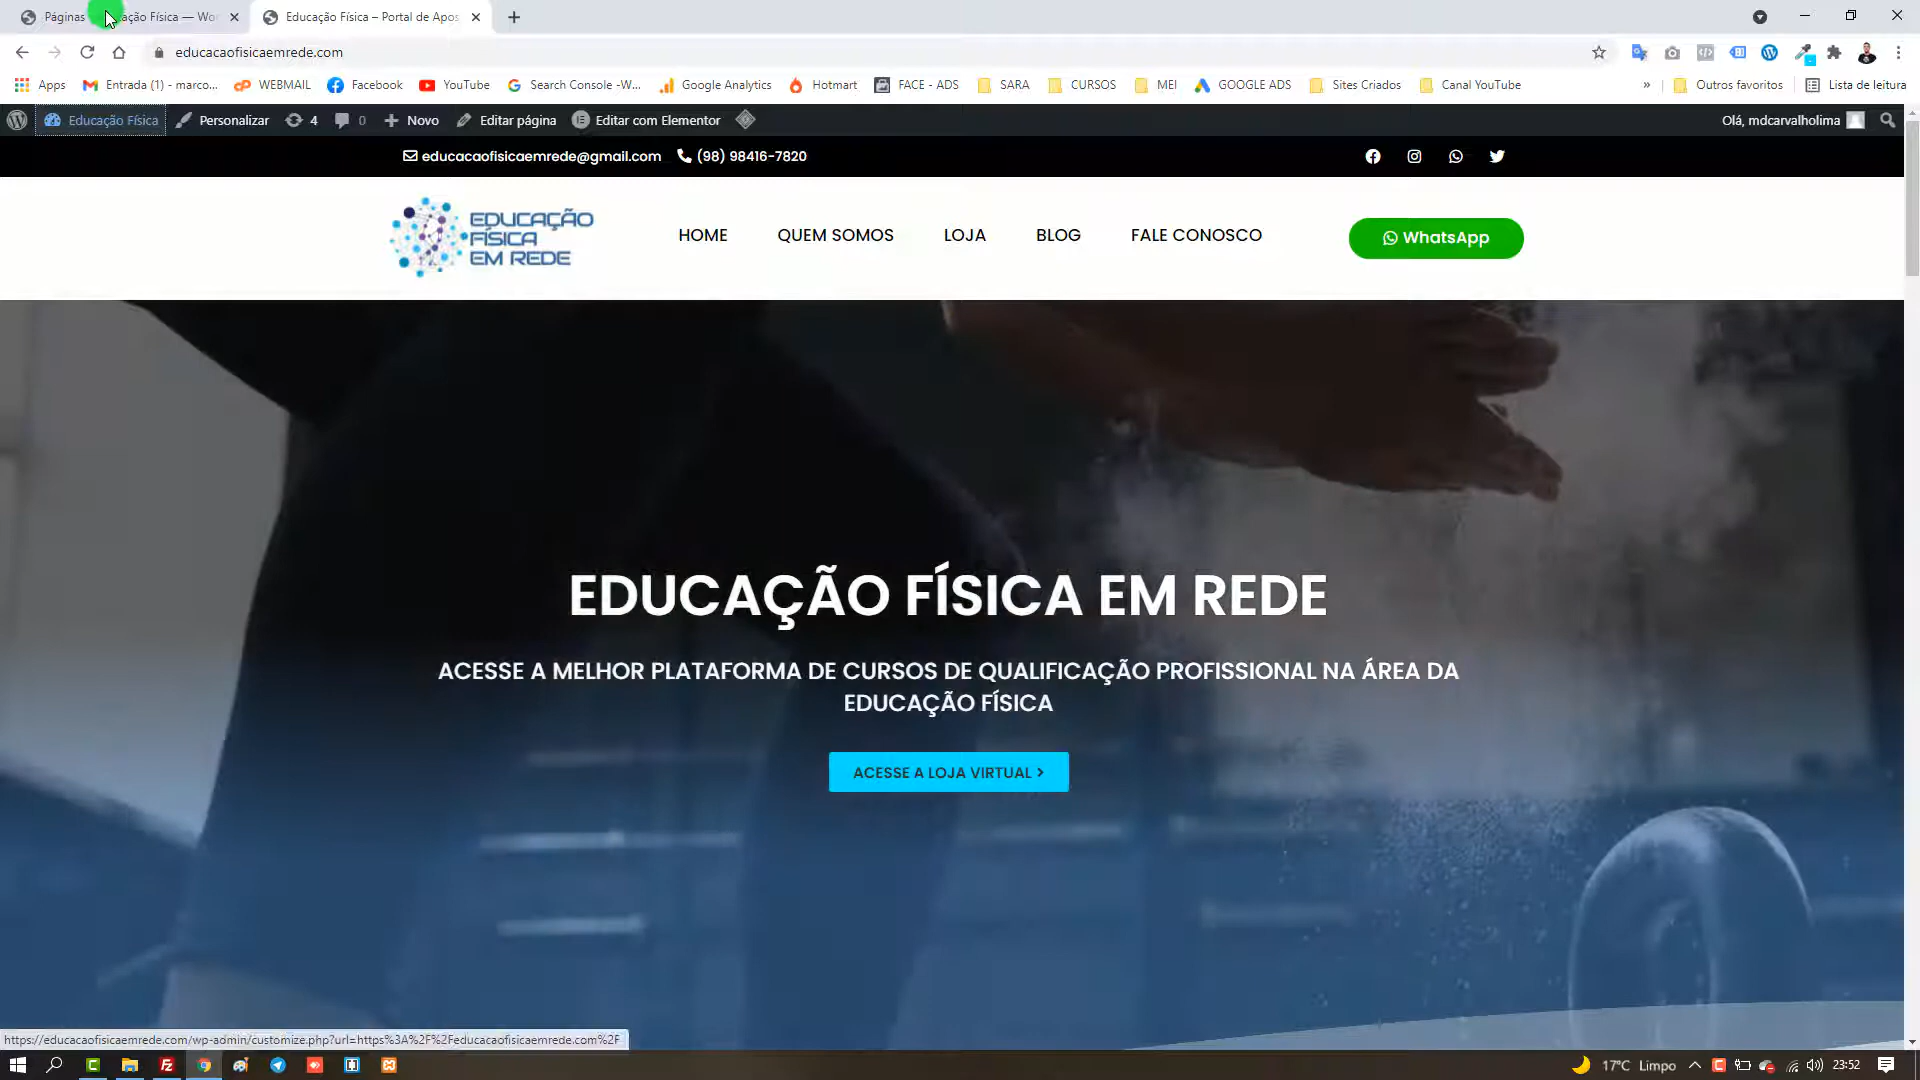 Páginas ação Física — Wo
Educação Física – Portal de Apos
educacaofisicaemrede.com
Apps
Entrada (1) - marco...
WEBMAIL
Facebook
YouTube
Search Console -W...
Google Analytics
Hotmart
FACE - ADS
SARA
CURSOS
MEI
GOOGLE ADS
Sites Criados
Canal YouTube
»
Outros favoritos
Lista de leitura
Educação Física
Personalizar
4
0
Novo
Editar página
Editar com Elementor
Olá, mdcarvalholima
educacaofisicaemrede@gmail.com
(98) 98416-7820
EDUCAÇÃO
FÍSICA
EM REDE
HOME
QUEM SOMOS
LOJA
BLOG
FALE CONOSCO
WhatsApp
EDUCAÇÃO FÍSICA EM REDE
ACESSE A MELHOR PLATAFORMA DE CURSOS DE QUALIFICAÇÃO PROFISSIONAL NA ÁREA DA
EDUCAÇÃO FÍSICA
ACESSE A LOJA VIRTUAL
https://educacaofisicaemrede.com/wp-admin/customize.php?url=https%3A%2F%2Feducacaofisicaemrede.com%2F
17°C Limpo
23:52